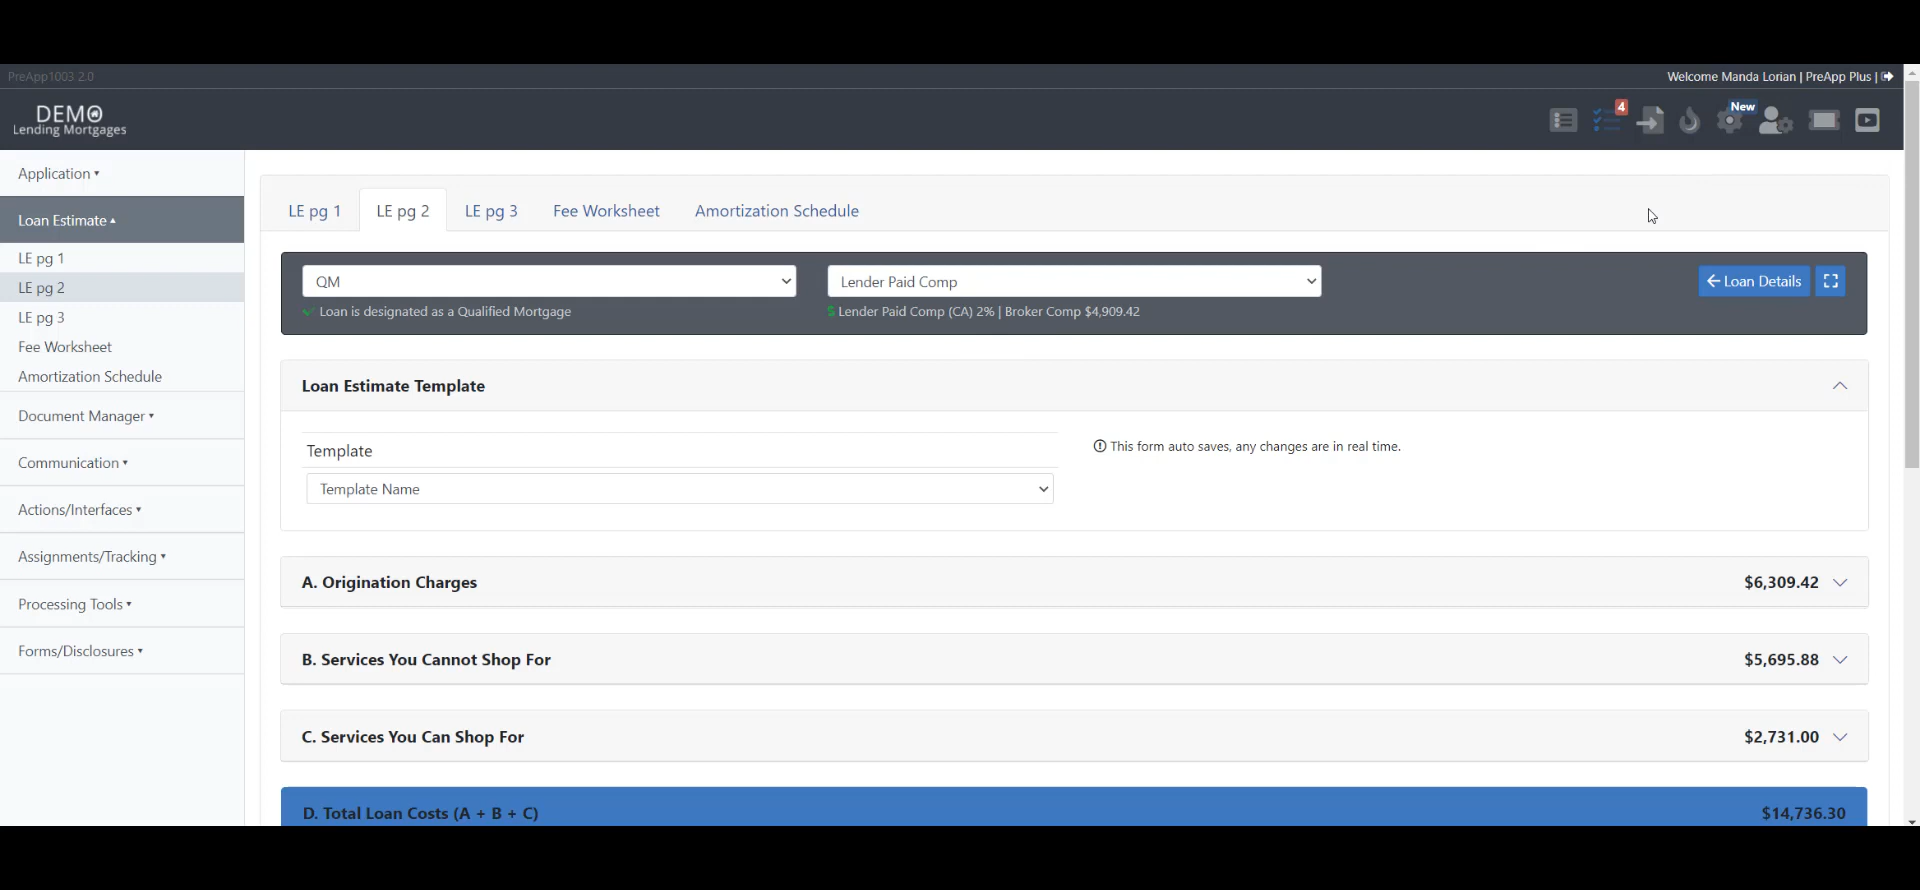 PreApp1003 2.0
Welcome Manda Lorian | PreApp Plus |
DEMO
Lending Mortgages
4
New
Application
Loan Estimate
LE pg 1
LE pg 2
LE pg 3
Fee Worksheet
Amortization Schedule
Document Manager
Communication
Actions/Interfaces
Assignments/Tracking
Processing Tools
Forms/Disclosures
LE pg 1
LE pg 2
LE pg 3
Fee Worksheet
Amortization Schedule
QM
Loan is designated as a Qualified Mortgage
Lender Paid Comp
$ Lender Paid Comp (CA) 2% | Broker Comp $4,909.42
Loan Details
Loan Estimate Template
Template
Template Name
This form auto saves, any changes are in real time.
A. Origination Charges $6,309.42
B. Services You Cannot Shop For $5,695.88
C. Services You Can Shop For $2,731.00
D. Total Loan Costs (A + B + C) $14,736.30